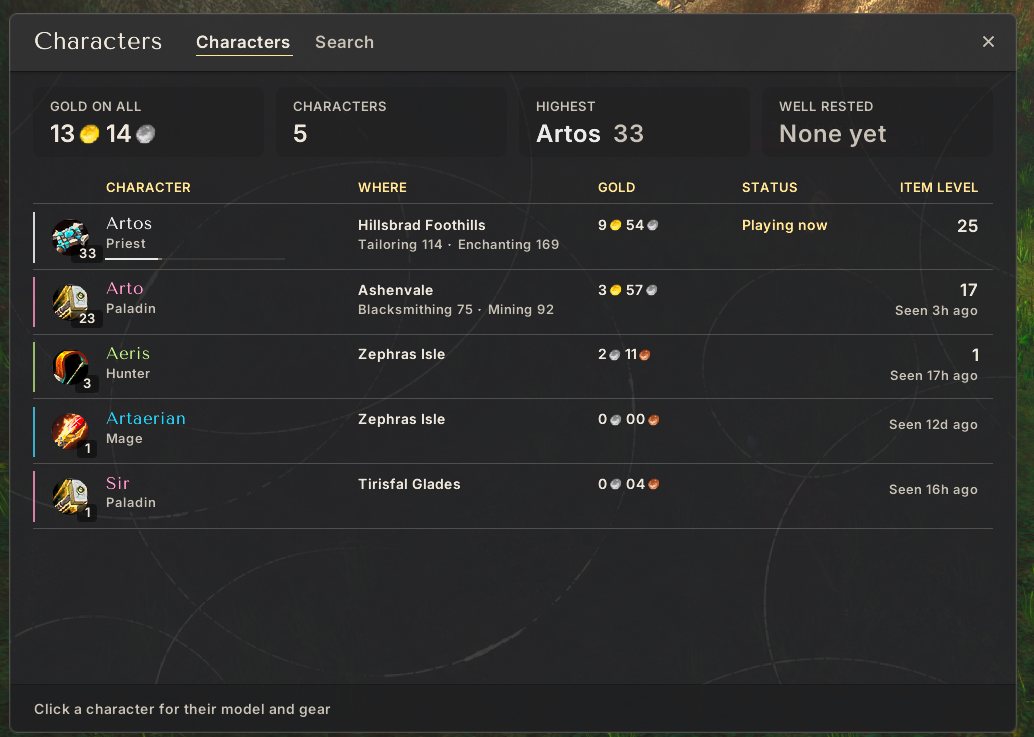 Characters Characters Search
GOLD ON ALL CHARACTERS HIGHEST WELL RESTED
13 14 5 Artos 33 None yet
CHARACTER WHERE GOLD STATUS ITEM LEVEL
Artos Hillsbrad Foothills 9 54 Playing now 25
Priest Tailoring 114 · Enchanting 169
33
Arto Ashenvale 3 57 17
Paladin Blacksmithing 75 · Mining 92 Seen 3h ago
23
Aeris Zephras Isle 2 11 1
Hunter Seen 17h ago
3
Artaerian Zephras Isle 0 00 Seen 12d ago
Mage
1
Sir Tirisfal Glades 0 04 Seen 16h ago
Paladin
1
Click a character for their model and gear